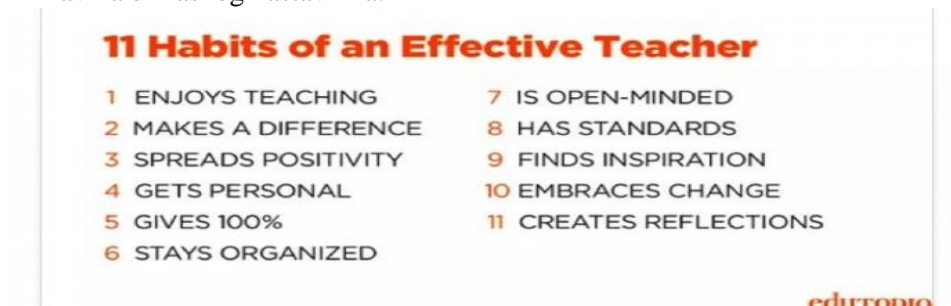 11 Habits of an Effective Teacher
1 ENJOYS TEACHING
2 MAKES A DIFFERENCE
3 SPREADS POSITIVITY
4 GETS PERSONAL
5 GIVES 100%
6 STAYS ORGANIZED
7 IS OPEN-MINDED
8 HAS STANDARDS
9 FINDS INSPIRATION
10 EMBRACES CHANGE
11 CREATES REFLECTIONS
edutopia